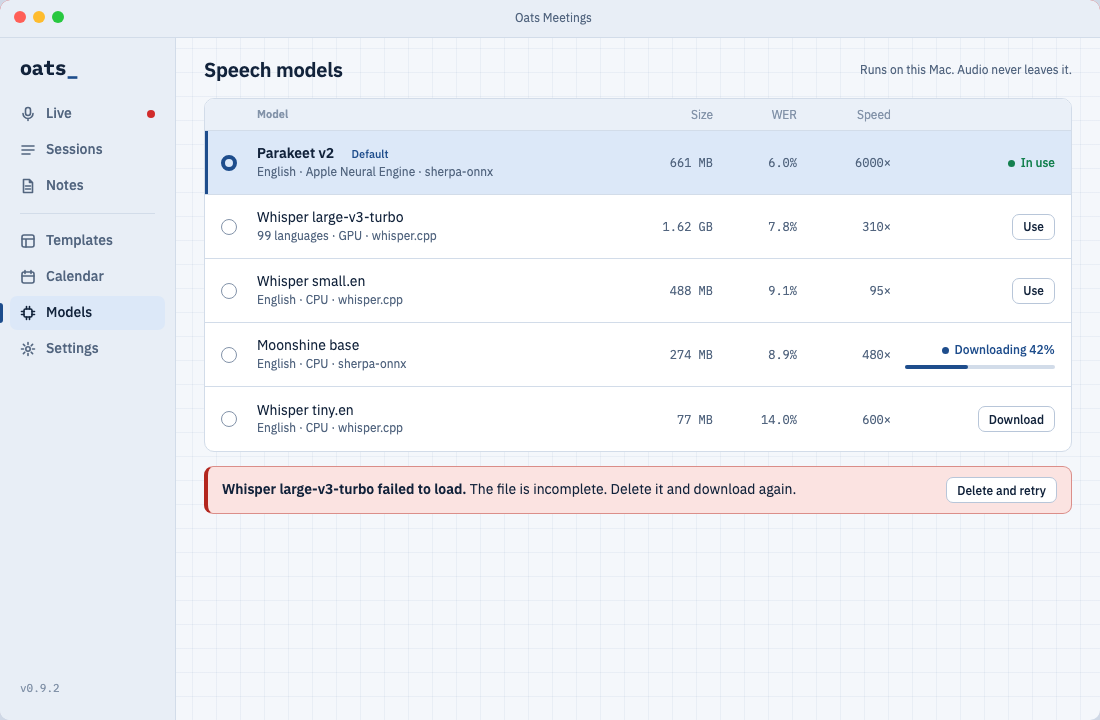 Oats Meetings
oats_
Live
Sessions
Notes
Templates
Calendar
Models
Settings
v0.9.2
Speech models
Runs on this Mac. Audio never leaves it.
Model Size WER Speed
Parakeet v2 Default
English · Apple Neural Engine · sherpa-onnx
661 MB 6.0% 6000× In use
Whisper large-v3-turbo
99 languages · GPU · whisper.cpp
1.62 GB 7.8% 310× Use
Whisper small.en
English · CPU · whisper.cpp
488 MB 9.1% 95× Use
Moonshine base
English · CPU · sherpa-onnx
274 MB 8.9% 480× Downloading 42%
Whisper tiny.en
English · CPU · whisper.cpp
77 MB 14.0% 600× Download
Whisper large-v3-turbo failed to load. The file is incomplete. Delete it and download again. Delete and retry